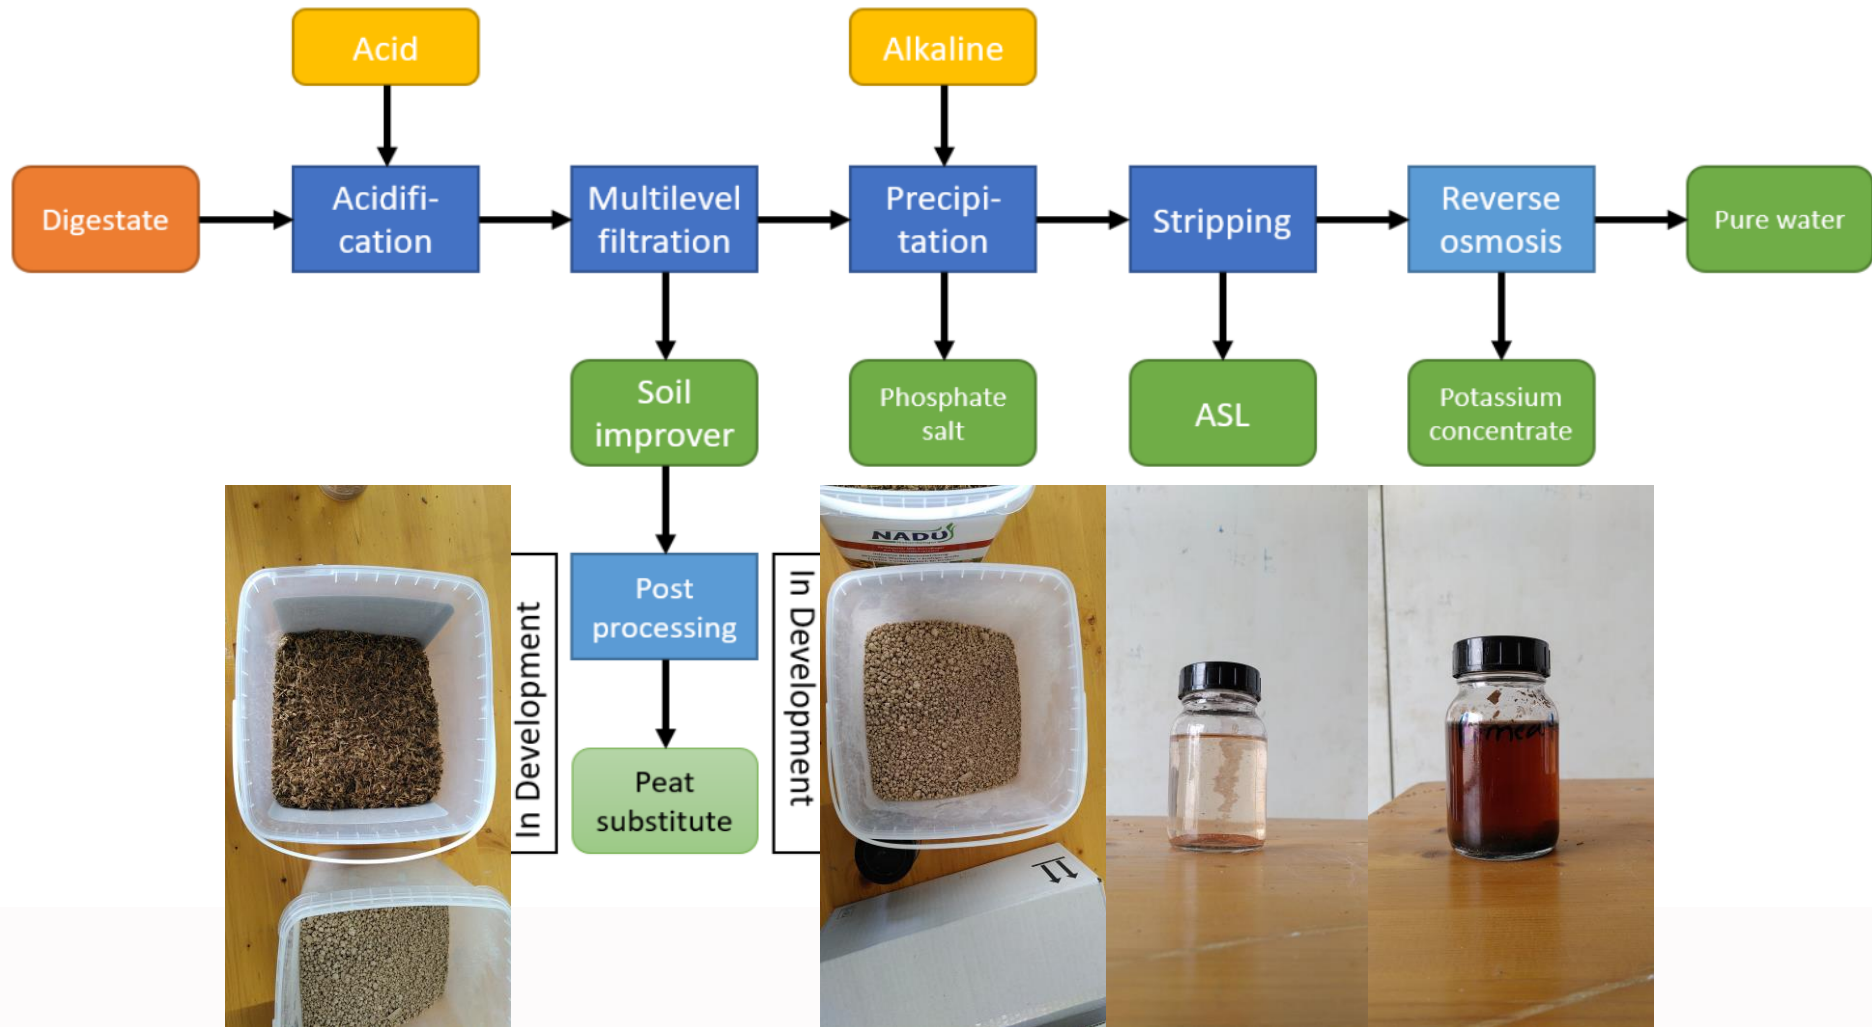 Acid
Alkaline
Digestate
Acidifi-
cation
Multilevel
filtration
Precipi-
tation
Stripping
Reverse
osmosis
Pure water
Soil
improver
Phosphate
salt
ASL
Potassium
concentrate
In Development
Post
processing
In Development
Peat
substitute
NADU